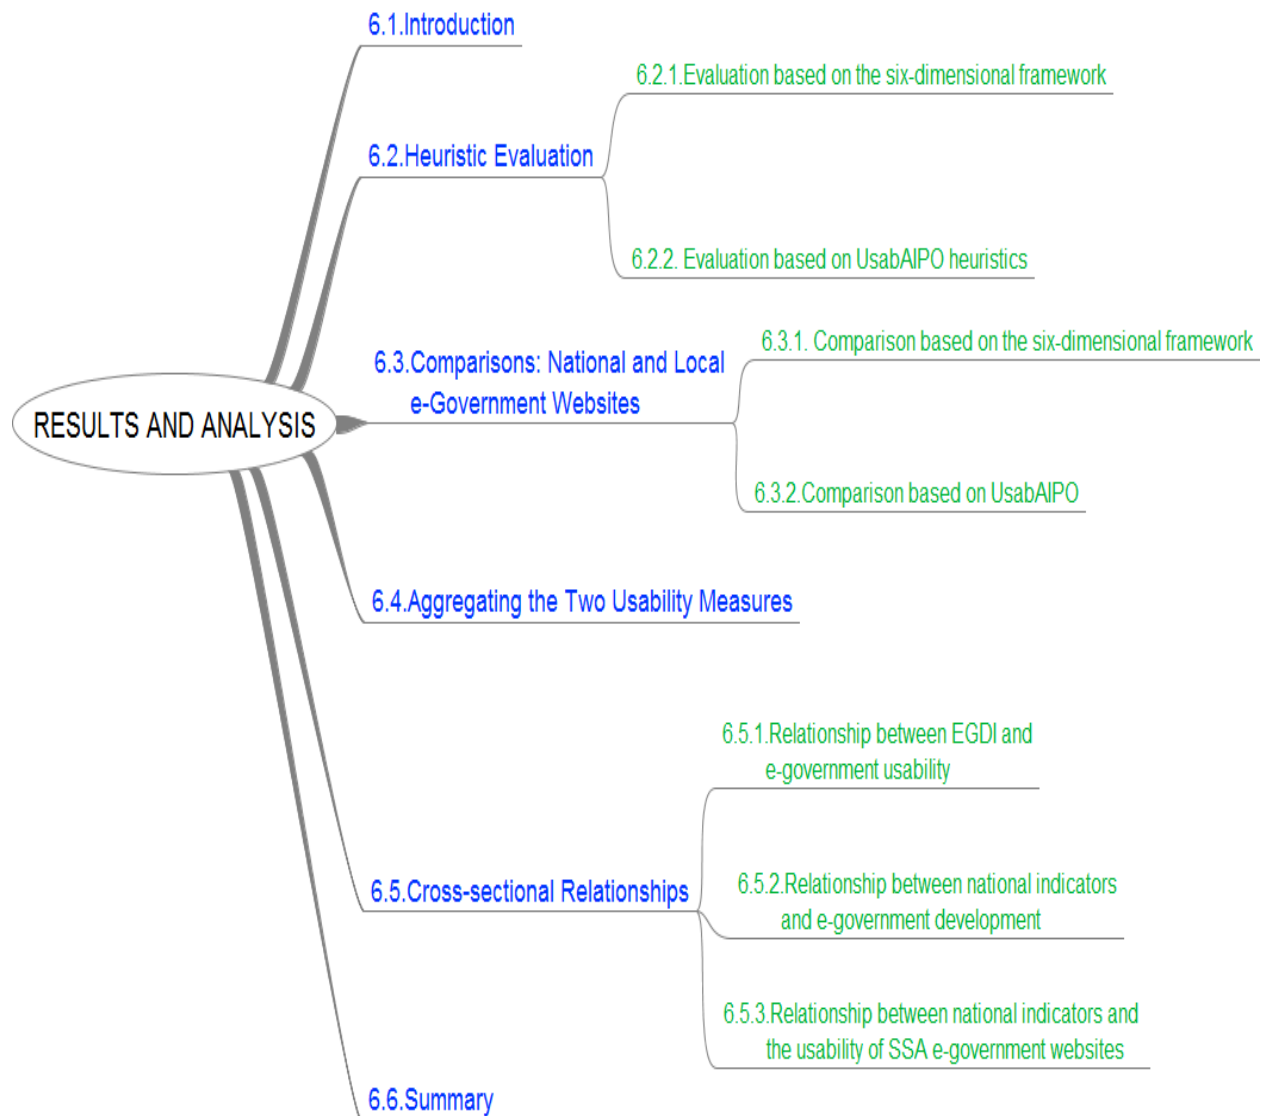 6.1.Introduction
6.2.1.Evaluation based on the six-dimensional framework
6.2.Heuristic Evaluation
6.2.2. Evaluation based on UsabAIPO heuristics
6.3.1. Comparison based on the six-dimensional framework
6.3.Comparisons: National and Local
e-Government Websites
RESULTS AND ANALYSIS
6.3.2.Comparison based on UsabAIPO
6.4.Aggregating the Two Usability Measures
6.5.1.Relationship between EGDI and
e-government usability
6.5.Cross-sectional Relationships
6.5.2.Relationship between national indicators
and e-government development
6.5.3.Relationship between national indicators and
the usability of SSA e-government websites
6.6.Summary